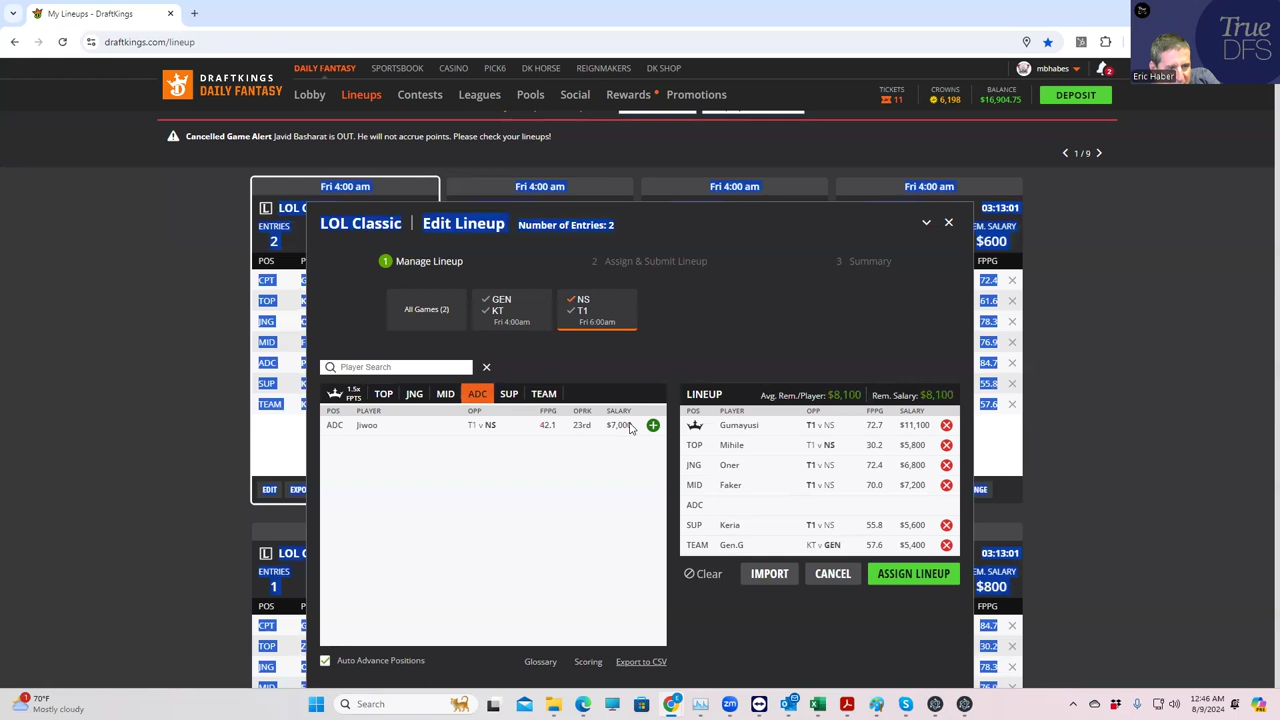 My Lineups - DraftKings
draftkings.com/lineup
True
DFS
Eric Haber
DRAFTKINGS
DAILY FANTASY
DAILY FANTASY SPORTSBOOK CASINO PICK6 DK HORSE REIGNMAKERS DK SHOP
Lobby Lineups Contests Leagues Pools Social Rewards Promotions
mbhabes 2
TICKETS CROWNS BALANCE
11 6,198 $16,904.75
DEPOSIT
Cancelled Game Alert Javid Basharat is OUT. He will not accrue points. Please check your lineups!
1 / 9
Fri 4:00 am Fri 4:00 am Fri 4:00 am Fri 4:00 am
L LOL C
03:13:01
ENTRIES
2
REM. SALARY
$600
POS
FPPG
CPT G 72.4
TOP K 61.6
JNG 78.3
MID F 76.9
ADC 84.7
SUP K 55.8
TEAM 57.6
EDIT EXPO
NGE
LOL Classic | Edit Lineup Number of Entries: 2
1 Manage Lineup 2 Assign & Submit Lineup 3 Summary
All Games (2)
GEN
KT
Fri 4:00am
NS
T1
Fri 6:00am
Player Search
1.5x
FPTS
TOP JNG MID ADC SUP TEAM
POS PLAYER OPP FPPG OPRK SALARY
ADC Jiwoo T1 v NS 42.1 23rd $7,000
LINEUP Avg. Rem./Player: $8,100 Rem. Salary: $8,100
POS PLAYER OPP FPPG SALARY
Gumayusi T1 v NS 72.7 $11,100
TOP Mihile T1 v NS 30.2 $5,800
JNG Oner T1 v NS 72.4 $6,800
MID Faker T1 v NS 70.0 $7,200
ADC
SUP Keria T1 v NS 55.8 $5,600
TEAM Gen.G KT v GEN 57.6 $5,400
Clear IMPORT CANCEL ASSIGN LINEUP
Auto Advance Positions Glossary Scoring Export to CSV
L LOL C
03:13:01
ENTRIES
1
REM. SALARY
$800
POS
FPPG
CPT G 84.7
TOP Z 30.2
JNG 78.3
1
70°F
Mostly cloudy
Search
12:46 AM
8/9/2024